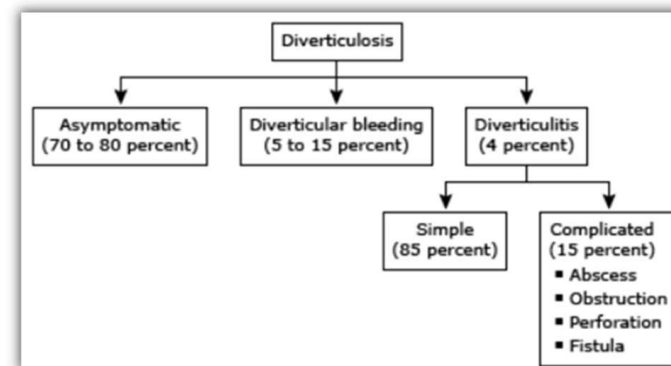 Diverticulosis
Asymptomatic
(70 to 80 percent)
Diverticular bleeding
(5 to 15 percent)
Diverticulitis
(4 percent)
Simple
(85 percent)
Complicated
(15 percent)
▪ Abscess
▪ Obstruction
▪ Perforation
▪ Fistula